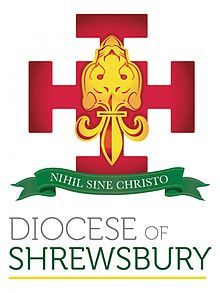 NIHIL SINE CHRISTO
DIOCESE OF
SHREWSBURY